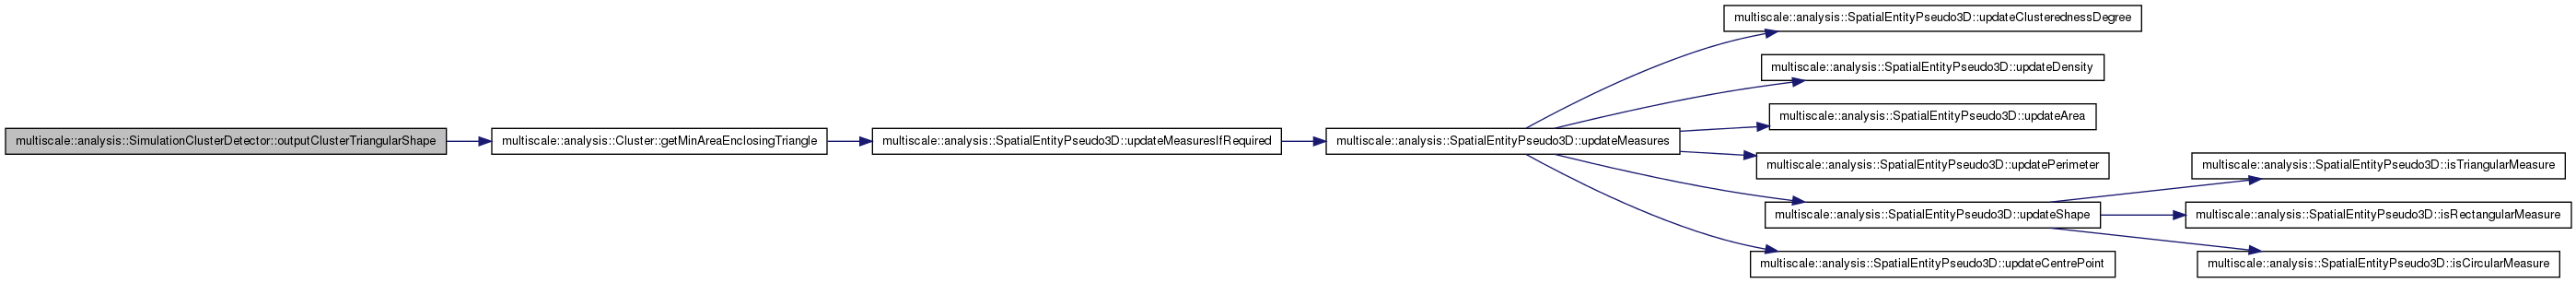 multiscale::analysis::SimulationClusterDetector::outputClusterTriangularShape
multiscale::analysis::Cluster::getMinAreaEnclosingTriangle
multiscale::analysis::SpatialEntityPseudo3D::updateMeasuresIfRequired
multiscale::analysis::SpatialEntityPseudo3D::updateMeasures
multiscale::analysis::SpatialEntityPseudo3D::updateClusterednessDegree
multiscale::analysis::SpatialEntityPseudo3D::updateDensity
multiscale::analysis::SpatialEntityPseudo3D::updateArea
multiscale::analysis::SpatialEntityPseudo3D::updatePerimeter
multiscale::analysis::SpatialEntityPseudo3D::updateShape
multiscale::analysis::SpatialEntityPseudo3D::updateCentrePoint
multiscale::analysis::SpatialEntityPseudo3D::isTriangularMeasure
multiscale::analysis::SpatialEntityPseudo3D::isRectangularMeasure
multiscale::analysis::SpatialEntityPseudo3D::isCircularMeasure